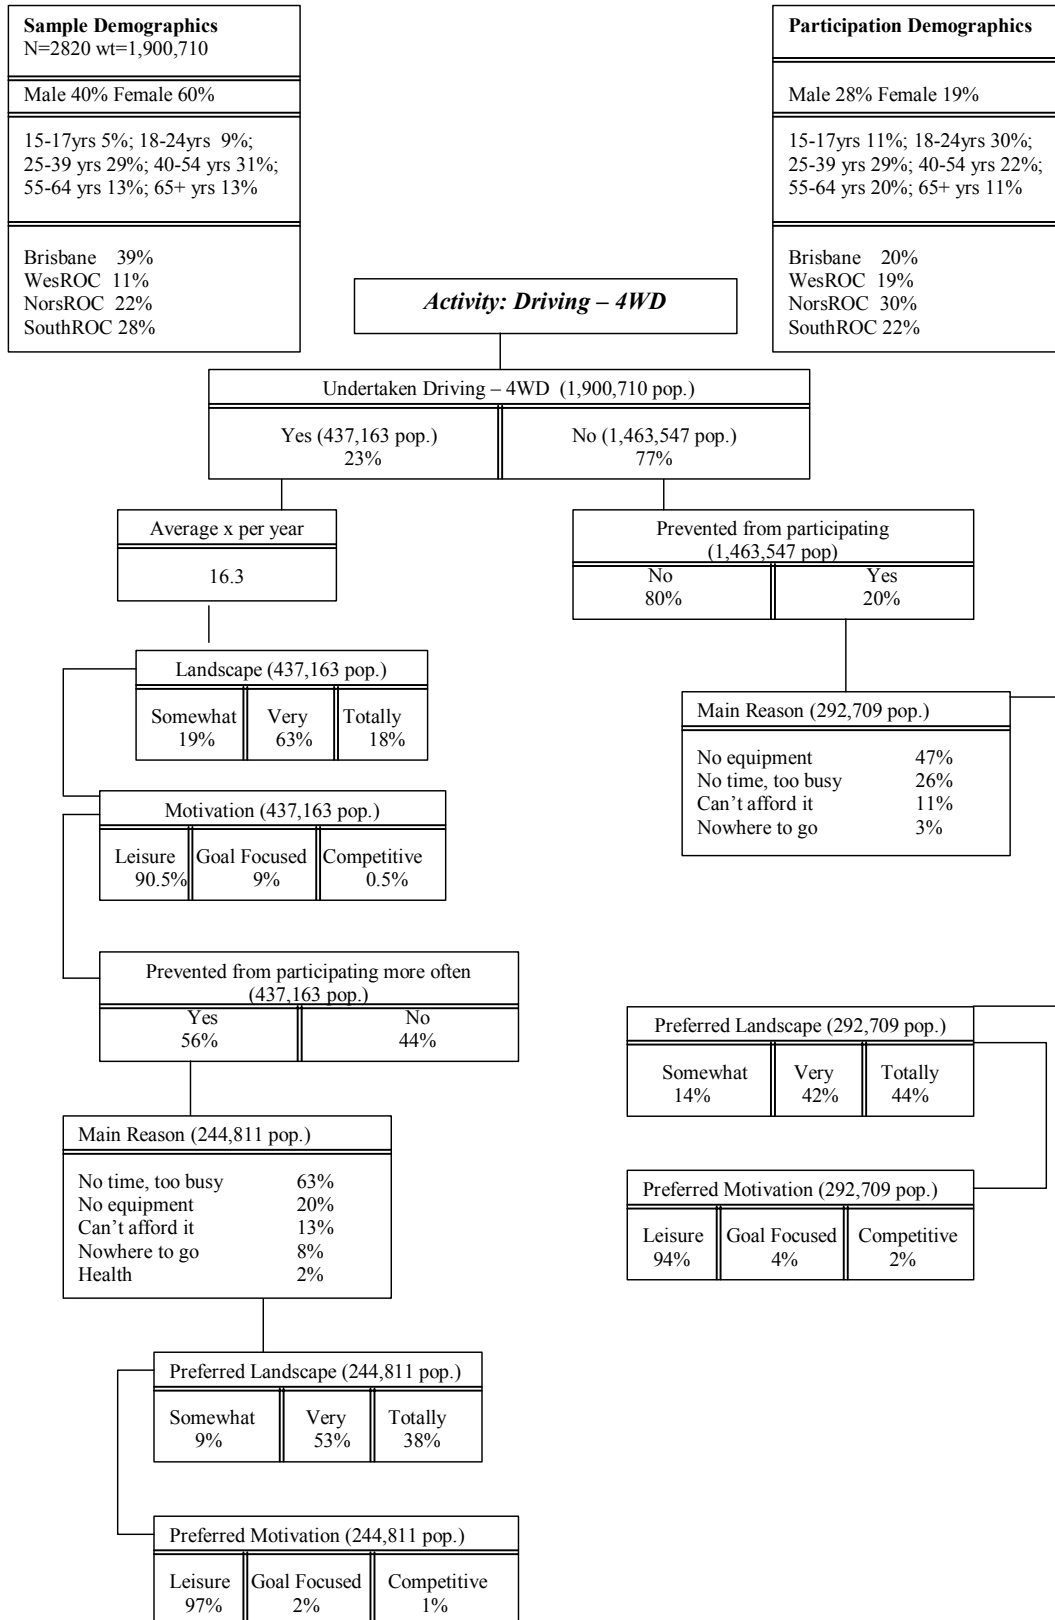 Sample Demographics
N=2820 wt=1,900,710
Male 40% Female 60%
15-17yrs 5%; 18-24yrs 9%;
25-39 yrs 29%; 40-54 yrs 31%;
55-64 yrs 13%; 65+ yrs 13%
Brisbane 39%
WesROC 11%
NorsROC 22%
SouthROC 28%
Participation Demographics
Male 28% Female 19%
15-17yrs 11%; 18-24yrs 30%;
25-39 yrs 29%; 40-54 yrs 22%;
55-64 yrs 20%; 65+ yrs 11%
Brisbane 20%
WesROC 19%
NorsROC 30%
SouthROC 22%
Activity: Driving – 4WD
Undertaken Driving – 4WD (1,900,710 pop.)
Yes (437,163 pop.)
23%
No (1,463,547 pop.)
77%
Average x per year
16.3
Landscape (437,163 pop.)
Somewhat Very Totally
19% 63% 18%
Motivation (437,163 pop.)
Leisure Goal Focused Competitive
90.5% 9% 0.5%
Prevented from participating more often
(437,163 pop.)
Yes No
56% 44%
Main Reason (244,811 pop.)
No time, too busy 63%
No equipment 20%
Can't afford it 13%
Nowhere to go 8%
Health 2%
Preferred Landscape (244,811 pop.)
Somewhat Very Totally
9% 53% 38%
Preferred Motivation (244,811 pop.)
Leisure Goal Focused Competitive
97% 2% 1%
Prevented from participating
(1,463,547 pop)
No Yes
80% 20%
Main Reason (292,709 pop.)
No equipment 47%
No time, too busy 26%
Can't afford it 11%
Nowhere to go 3%
Preferred Landscape (292,709 pop.)
Somewhat Very Totally
14% 42% 44%
Preferred Motivation (292,709 pop.)
Leisure Goal Focused Competitive
94% 4% 2%